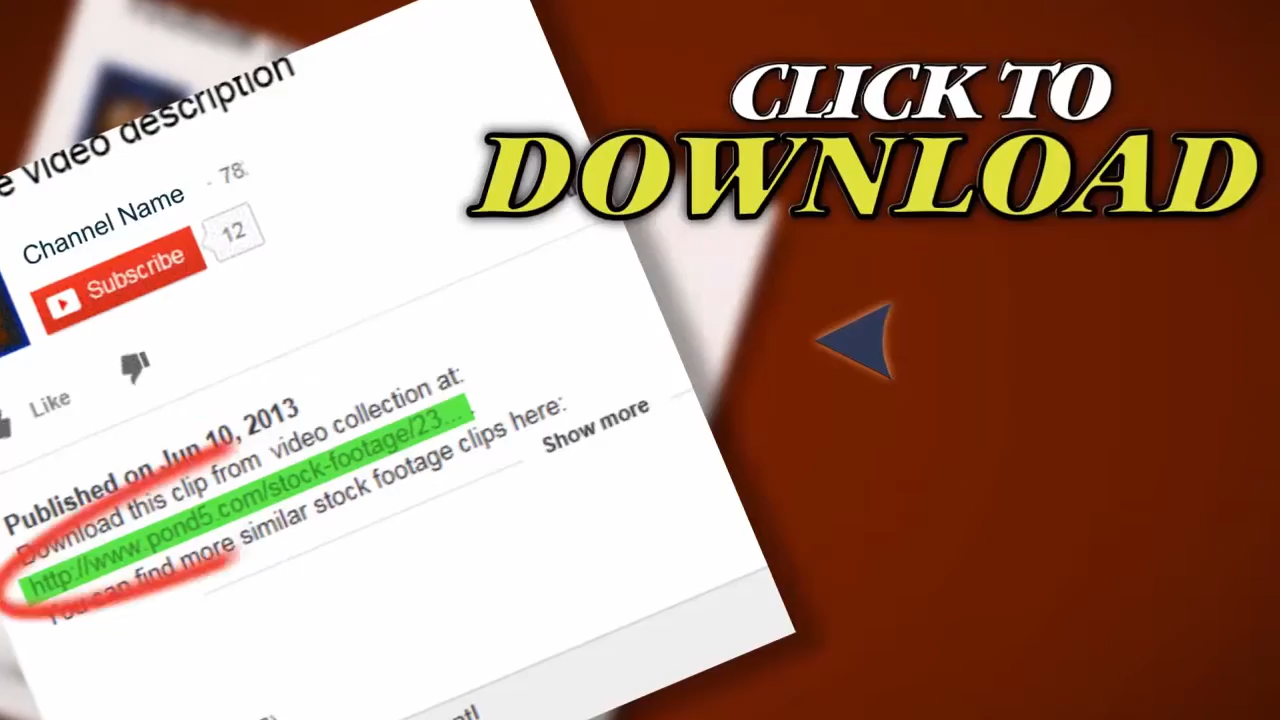 CLICK TO
DOWNLOAD
e video description
Channel Name
78
Subscribe
12
Like
Published on Jun 10, 2013
Download this clip from video collection at:
http://www.pond5.com/stock-footage/23...
You can find more similar stock footage clips here:
Show more